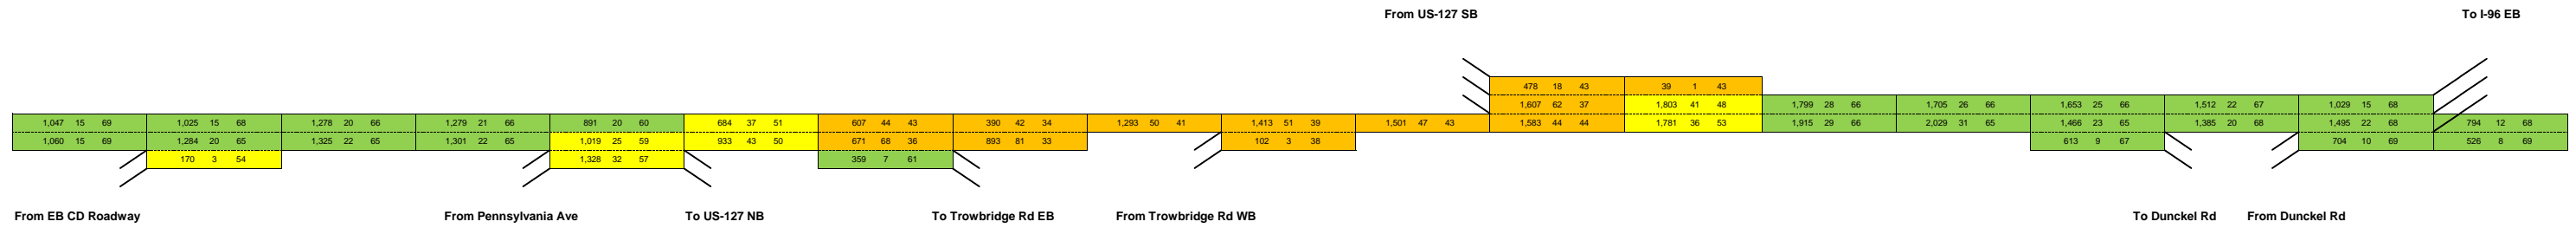 From US-127 SB To I-96 EB
478 18 43 39 1 43
1,607 62 37 1,803 41 48 1,799 28 66 1,705 26 66 1,653 25 66 1,512 22 67 1,029 15 68
1,047 15 69 1,025 15 68 1,278 20 66 1,279 21 66 891 20 60 684 37 51 607 44 43 390 42 34 1,293 50 41 1,413 51 39 1,501 47 43 1,583 44 44 1,781 36 53 1,915 29 66 2,029 31 65 1,466 23 65 1,385 20 68 1,495 22 68 794 12 68
1,060 15 69 1,284 20 65 1,325 22 65 1,301 22 65 1,019 25 59 933 43 50 671 68 36 893 81 33 102 3 38 613 9 67 704 10 69 526 8 69
170 3 54 1,328 32 57 359 7 61
From EB CD Roadway From Pennsylvania Ave To US-127 NB To Trowbridge Rd EB From Trowbridge Rd WB To Dunckel Rd From Dunckel Rd